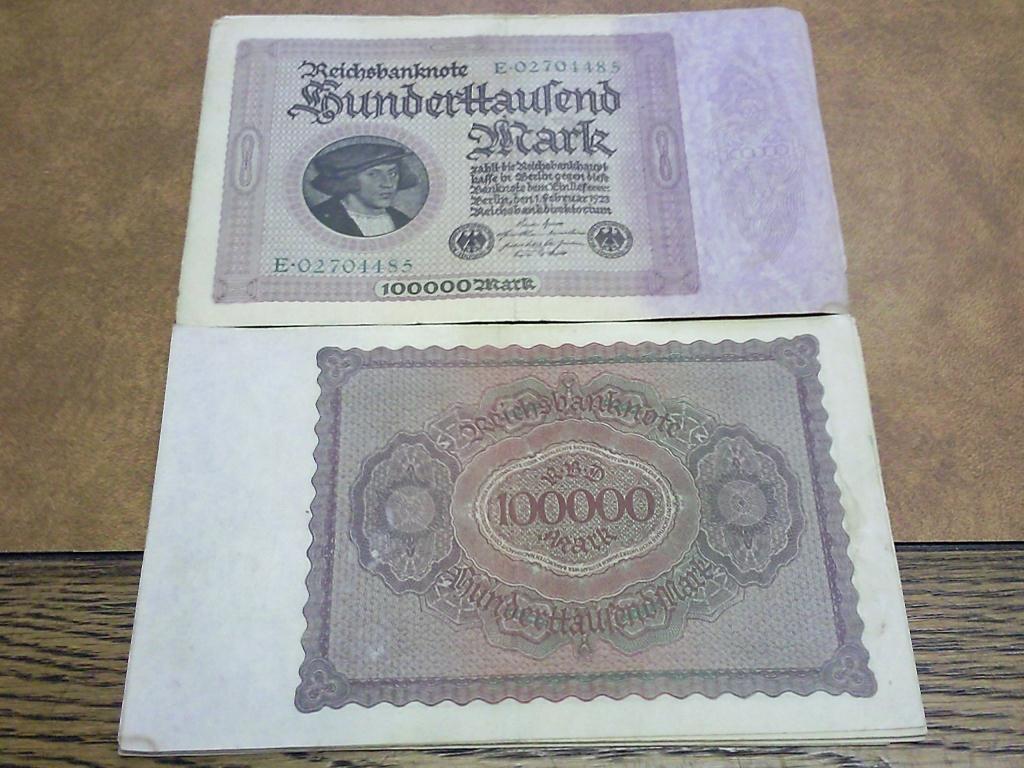 Reichsbanknote E·02704485
Hunderttausend
Mark
zahlt die Reichsbankhaupt-
kasse in Berlin gegen diese
Banknote dem Einlieferer.
Berlin, den 1. Februar 1923
Reichsbankdirektorium
E·02704485
100000 Mark
Reichsbanknote
R.B.D
100000
Mark
Hunderttausend Mark